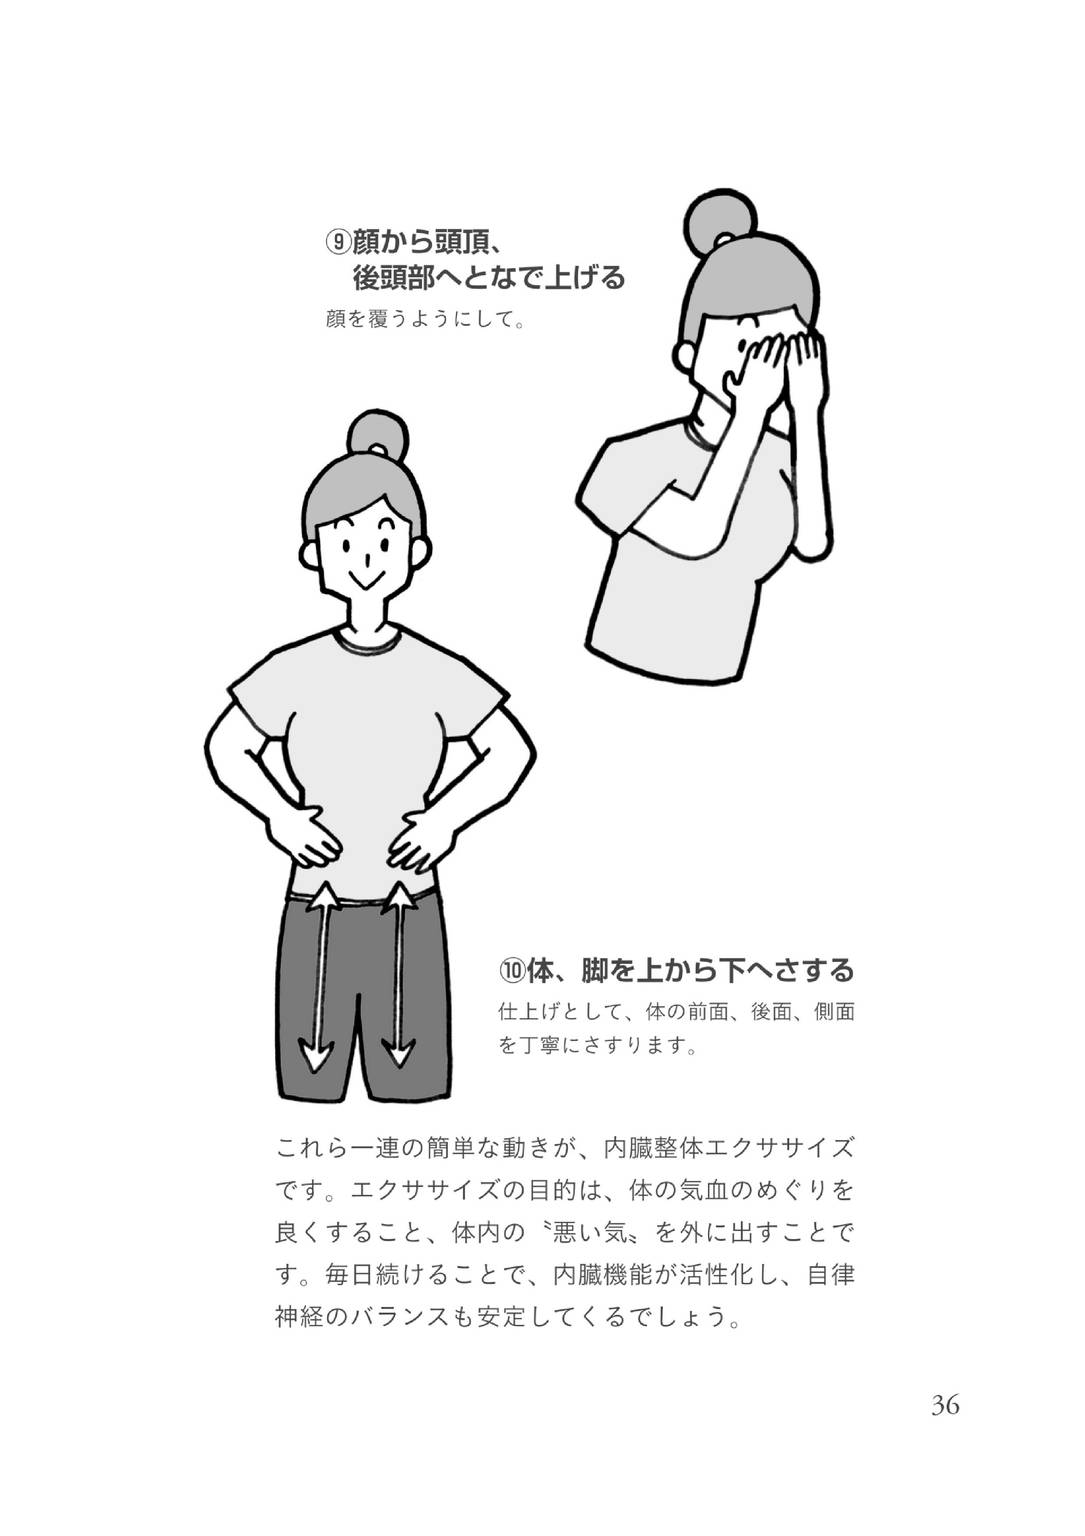 ⑨顔から頭頂、
後頭部へとなで上げる
顔を覆うようにして。
⑩体、脚を上から下へさする
仕上げとして、体の前面、後面、側面
を丁寧にさすります。
これら一連の簡単な動きが、内臓整体エクササイズ
です。エクササイズの目的は、体の気血のめぐりを
良くすること、体内の〝悪い気〟を外に出すことで
す。毎日続けることで、内臓機能が活性化し、自律
神経のバランスも安定してくるでしょう。
36